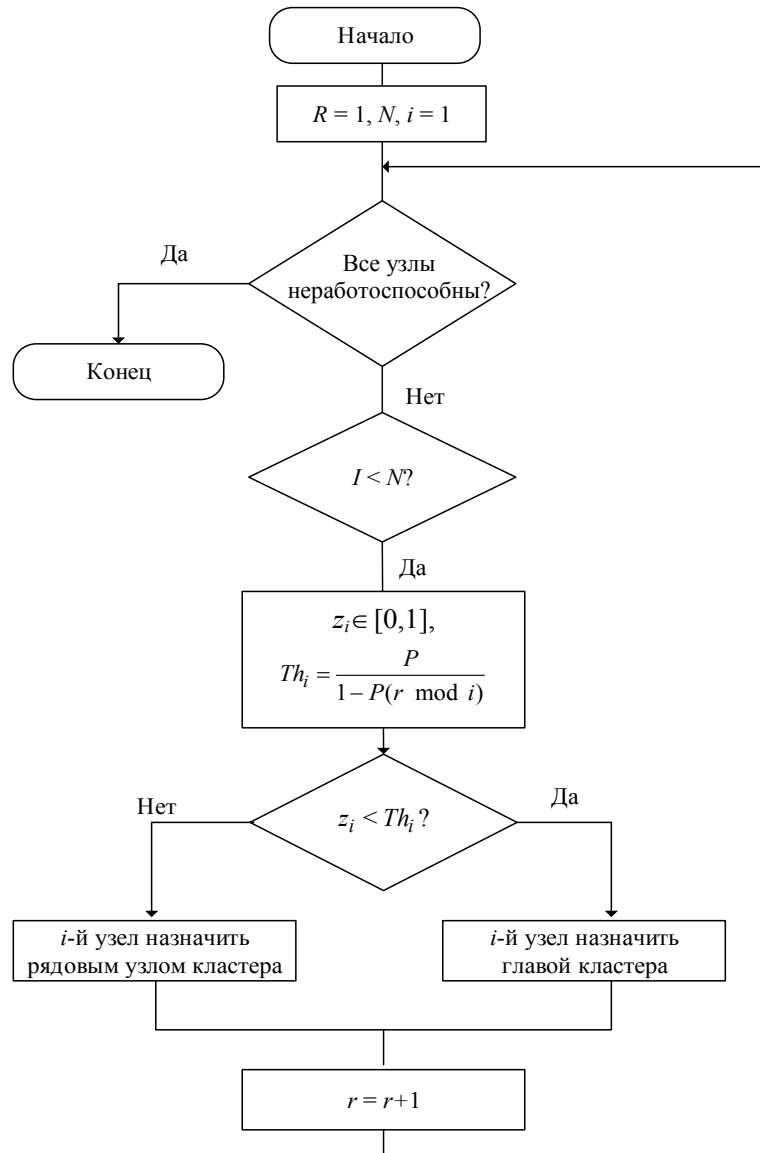 Начало
R = 1, N, i = 1
Да
Все узлы
неработоспособны?
Конец
Нет
I < N?
Да
z_i ∈ [0,1],
Th_i = P / (1 − P(r mod i))
Нет
Да
z_i < Th_i ?
i-й узел назначить
рядовым узлом кластера
i-й узел назначить
главой кластера
r = r+1